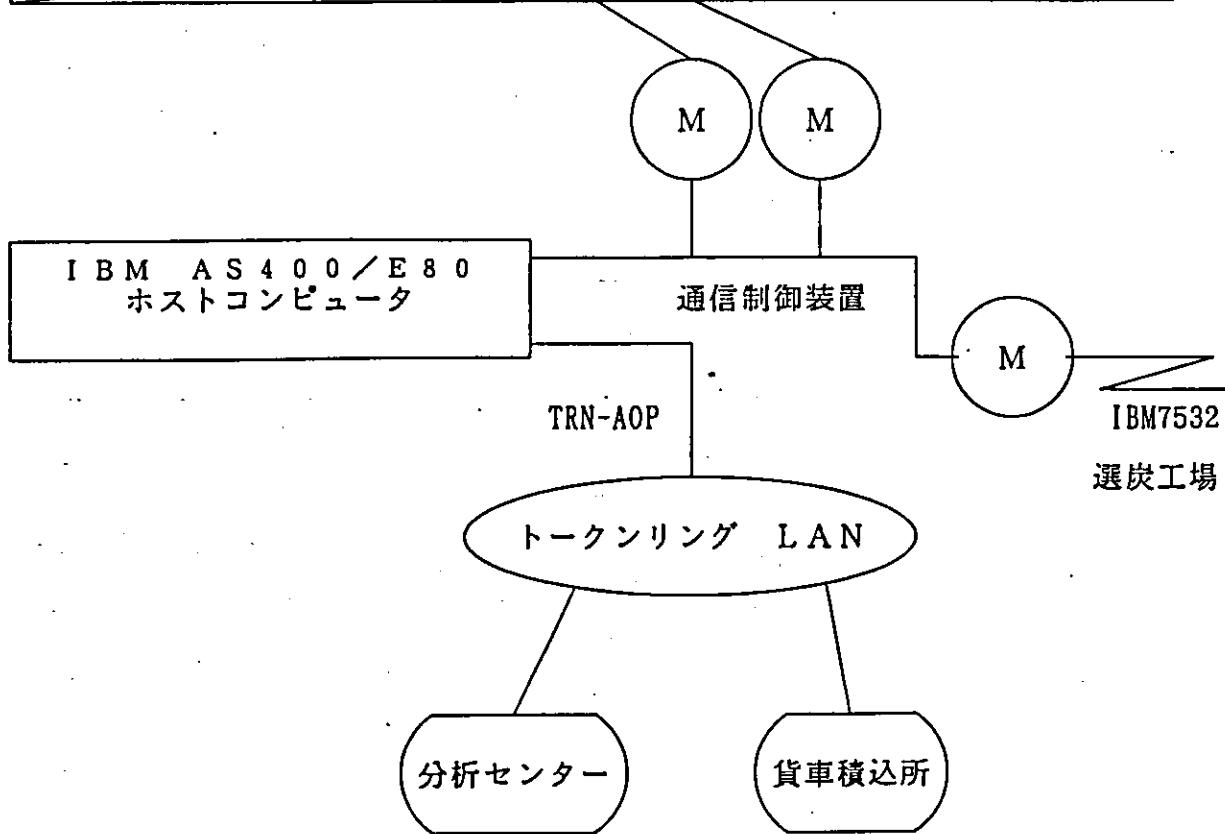 M
M
IBM AS400/E80
ホストコンピュータ
通信制御装置
M
TRN-AOP
IBM7532
選炭工場
トークンリング LAN
分析センター
貨車積込所